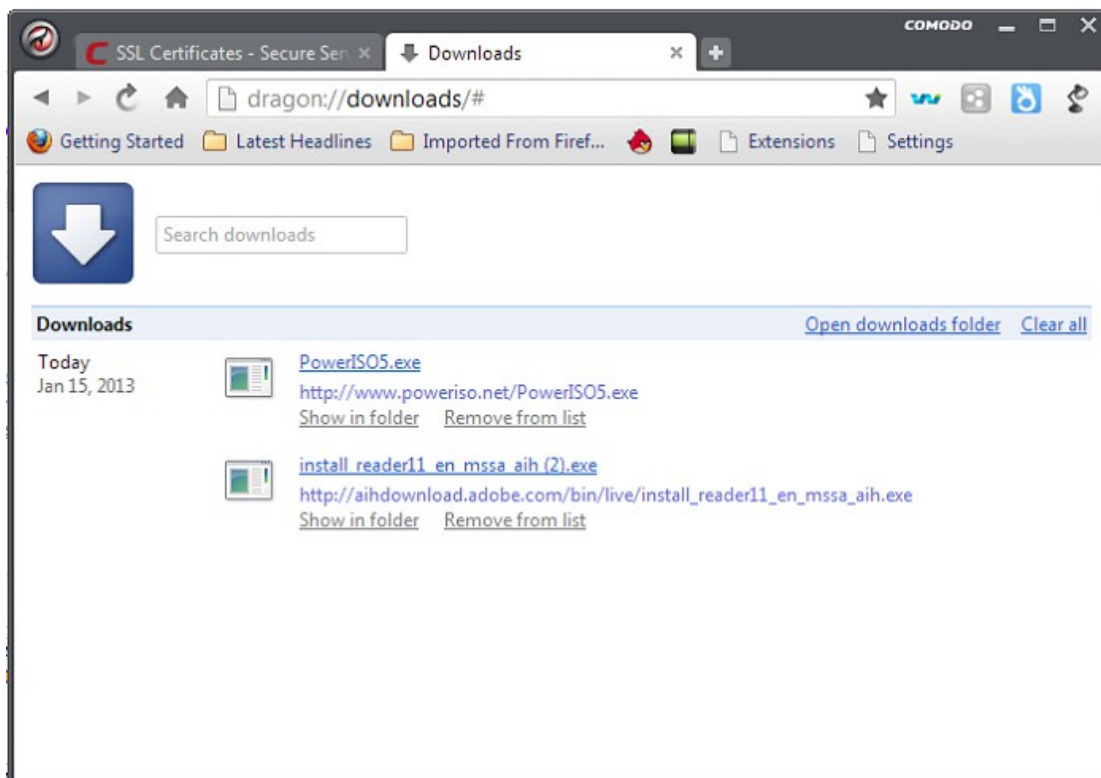 COMODO
SSL Certificates - Secure Ser
Downloads
dragon://downloads/#
Getting Started Latest Headlines Imported From Firef... Extensions Settings
Search downloads
Downloads Open downloads folder Clear all
Today PowerISO5.exe
Jan 15, 2013
http://www.poweriso.net/PowerISO5.exe
Show in folder Remove from list
install_reader11_en_mssa_aih (2).exe
http://aihdownload.adobe.com/bin/live/install_reader11_en_mssa_aih.exe
Show in folder Remove from list